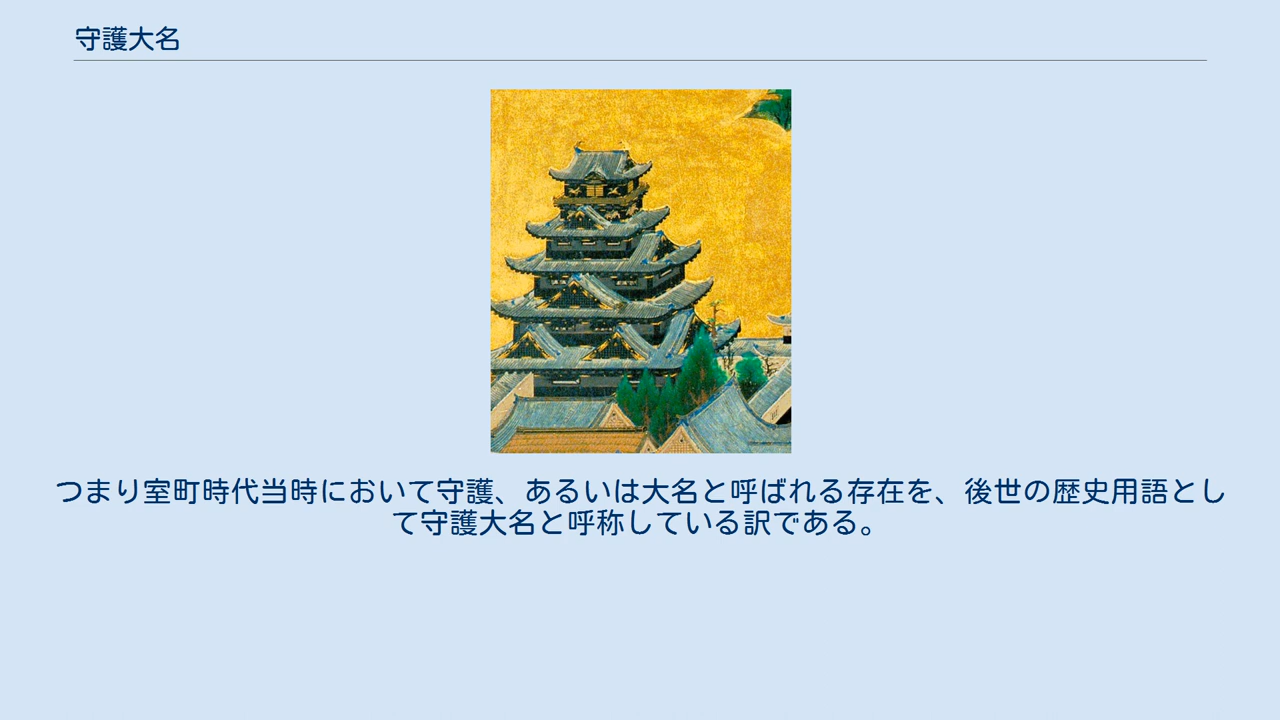 守護大名
つまり室町時代当時において守護、あるいは大名と呼ばれる存在を、後世の歴史用語とし
て守護大名と呼称している訳である。